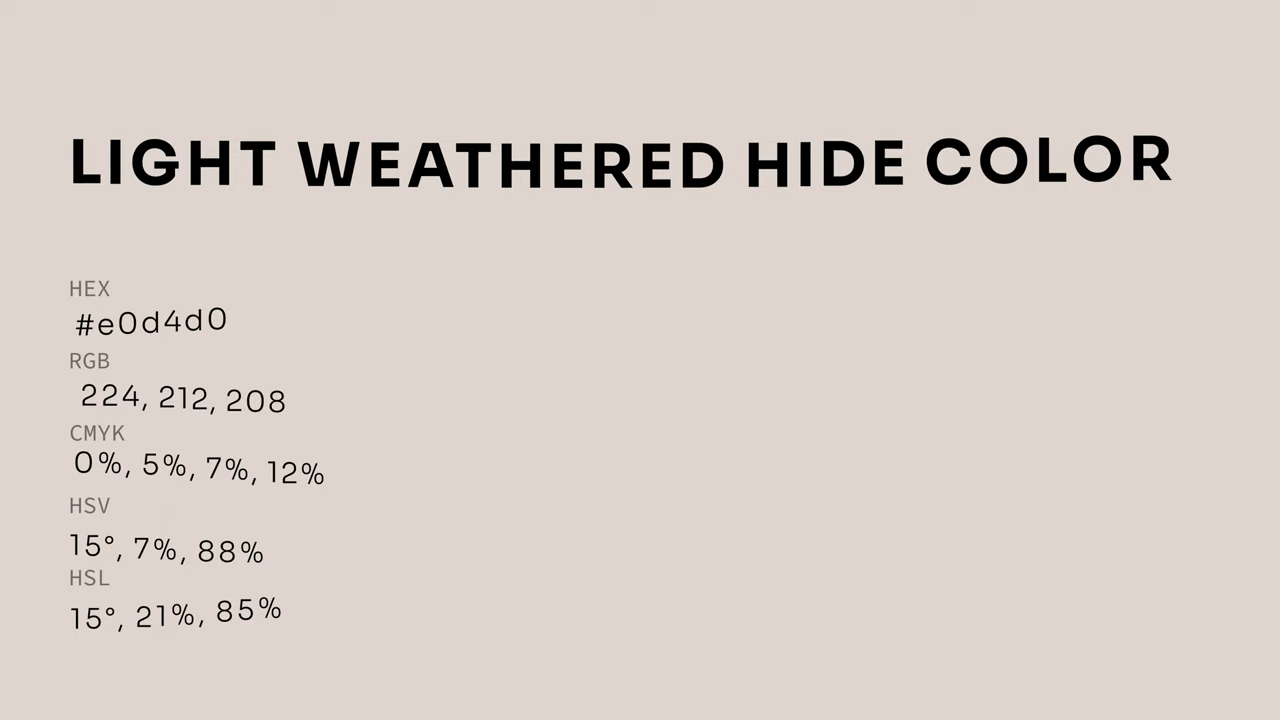 LIGHT WEATHERED HIDE COLOR
HEX
#e0d4d0
RGB
224, 212, 208
CMYK
0%, 5%, 7%, 12%
HSV
15°, 7%, 88%
HSL
15°, 21%, 85%